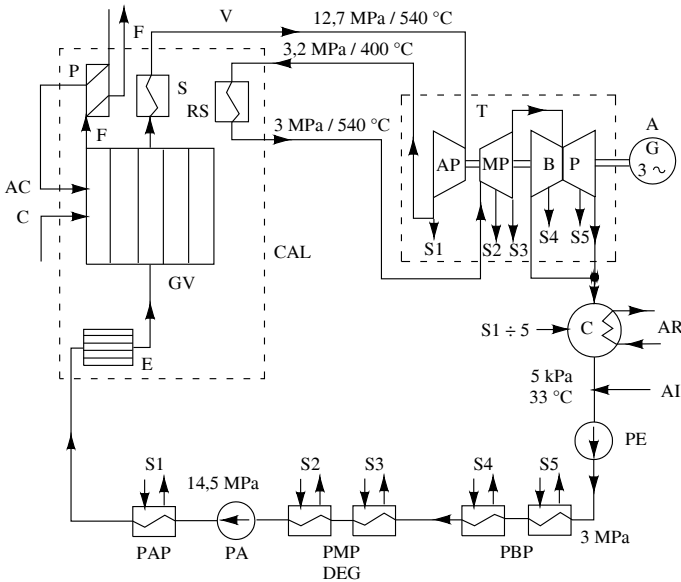 V
12,7 MPa / 540 °C
F
3,2 MPa / 400 °C
P
S
RS
T
3 MPa / 540 °C
F
A
G
3 ~
AP
MP
B
P
AC
C
S1
S2
S3
S4
S5
CAL
GV
S1 ÷ 5
C
AR
E
5 kPa
33 °C
AI
PE
S1
14,5 MPa
S2
S3
S4
S5
3 MPa
PAP
PA
PMP
DEG
PBP